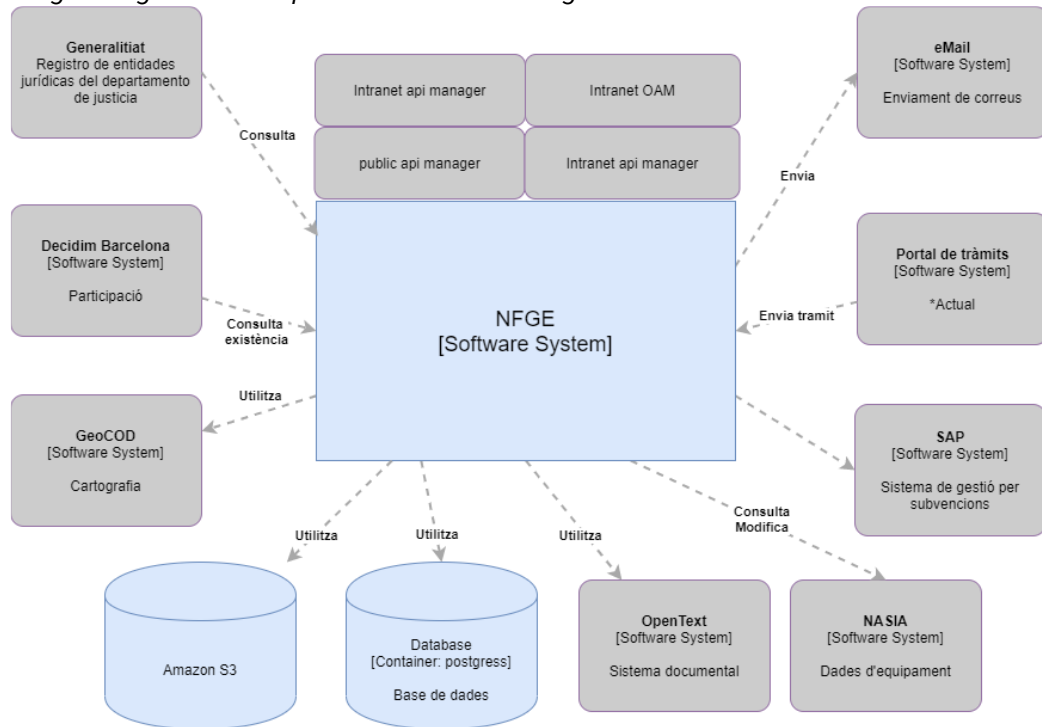 Generalitiat
Registro de entidades
jurídicas del departamento
de justicia
Intranet api manager
Intranet OAM
public api manager
Intranet api manager
eMail
[Software System]
Enviament de correus
Consulta
Envia
Decidim Barcelona
[Software System]
Participació
NFGE
[Software System]
Portal de tràmits
[Software System]
*Actual
Consulta
existència
Envia tramit
Utilitza
GeoCOD
[Software System]
Cartografia
SAP
[Software System]
Sistema de gestió per
subvencions
Utilitza
Utilitza
Utilitza
Consulta
Modifica
Amazon S3
Database
[Container: postgress]
Base de dades
OpenText
[Software System]
Sistema documental
NASIA
[Software System]
Dades d'equipament